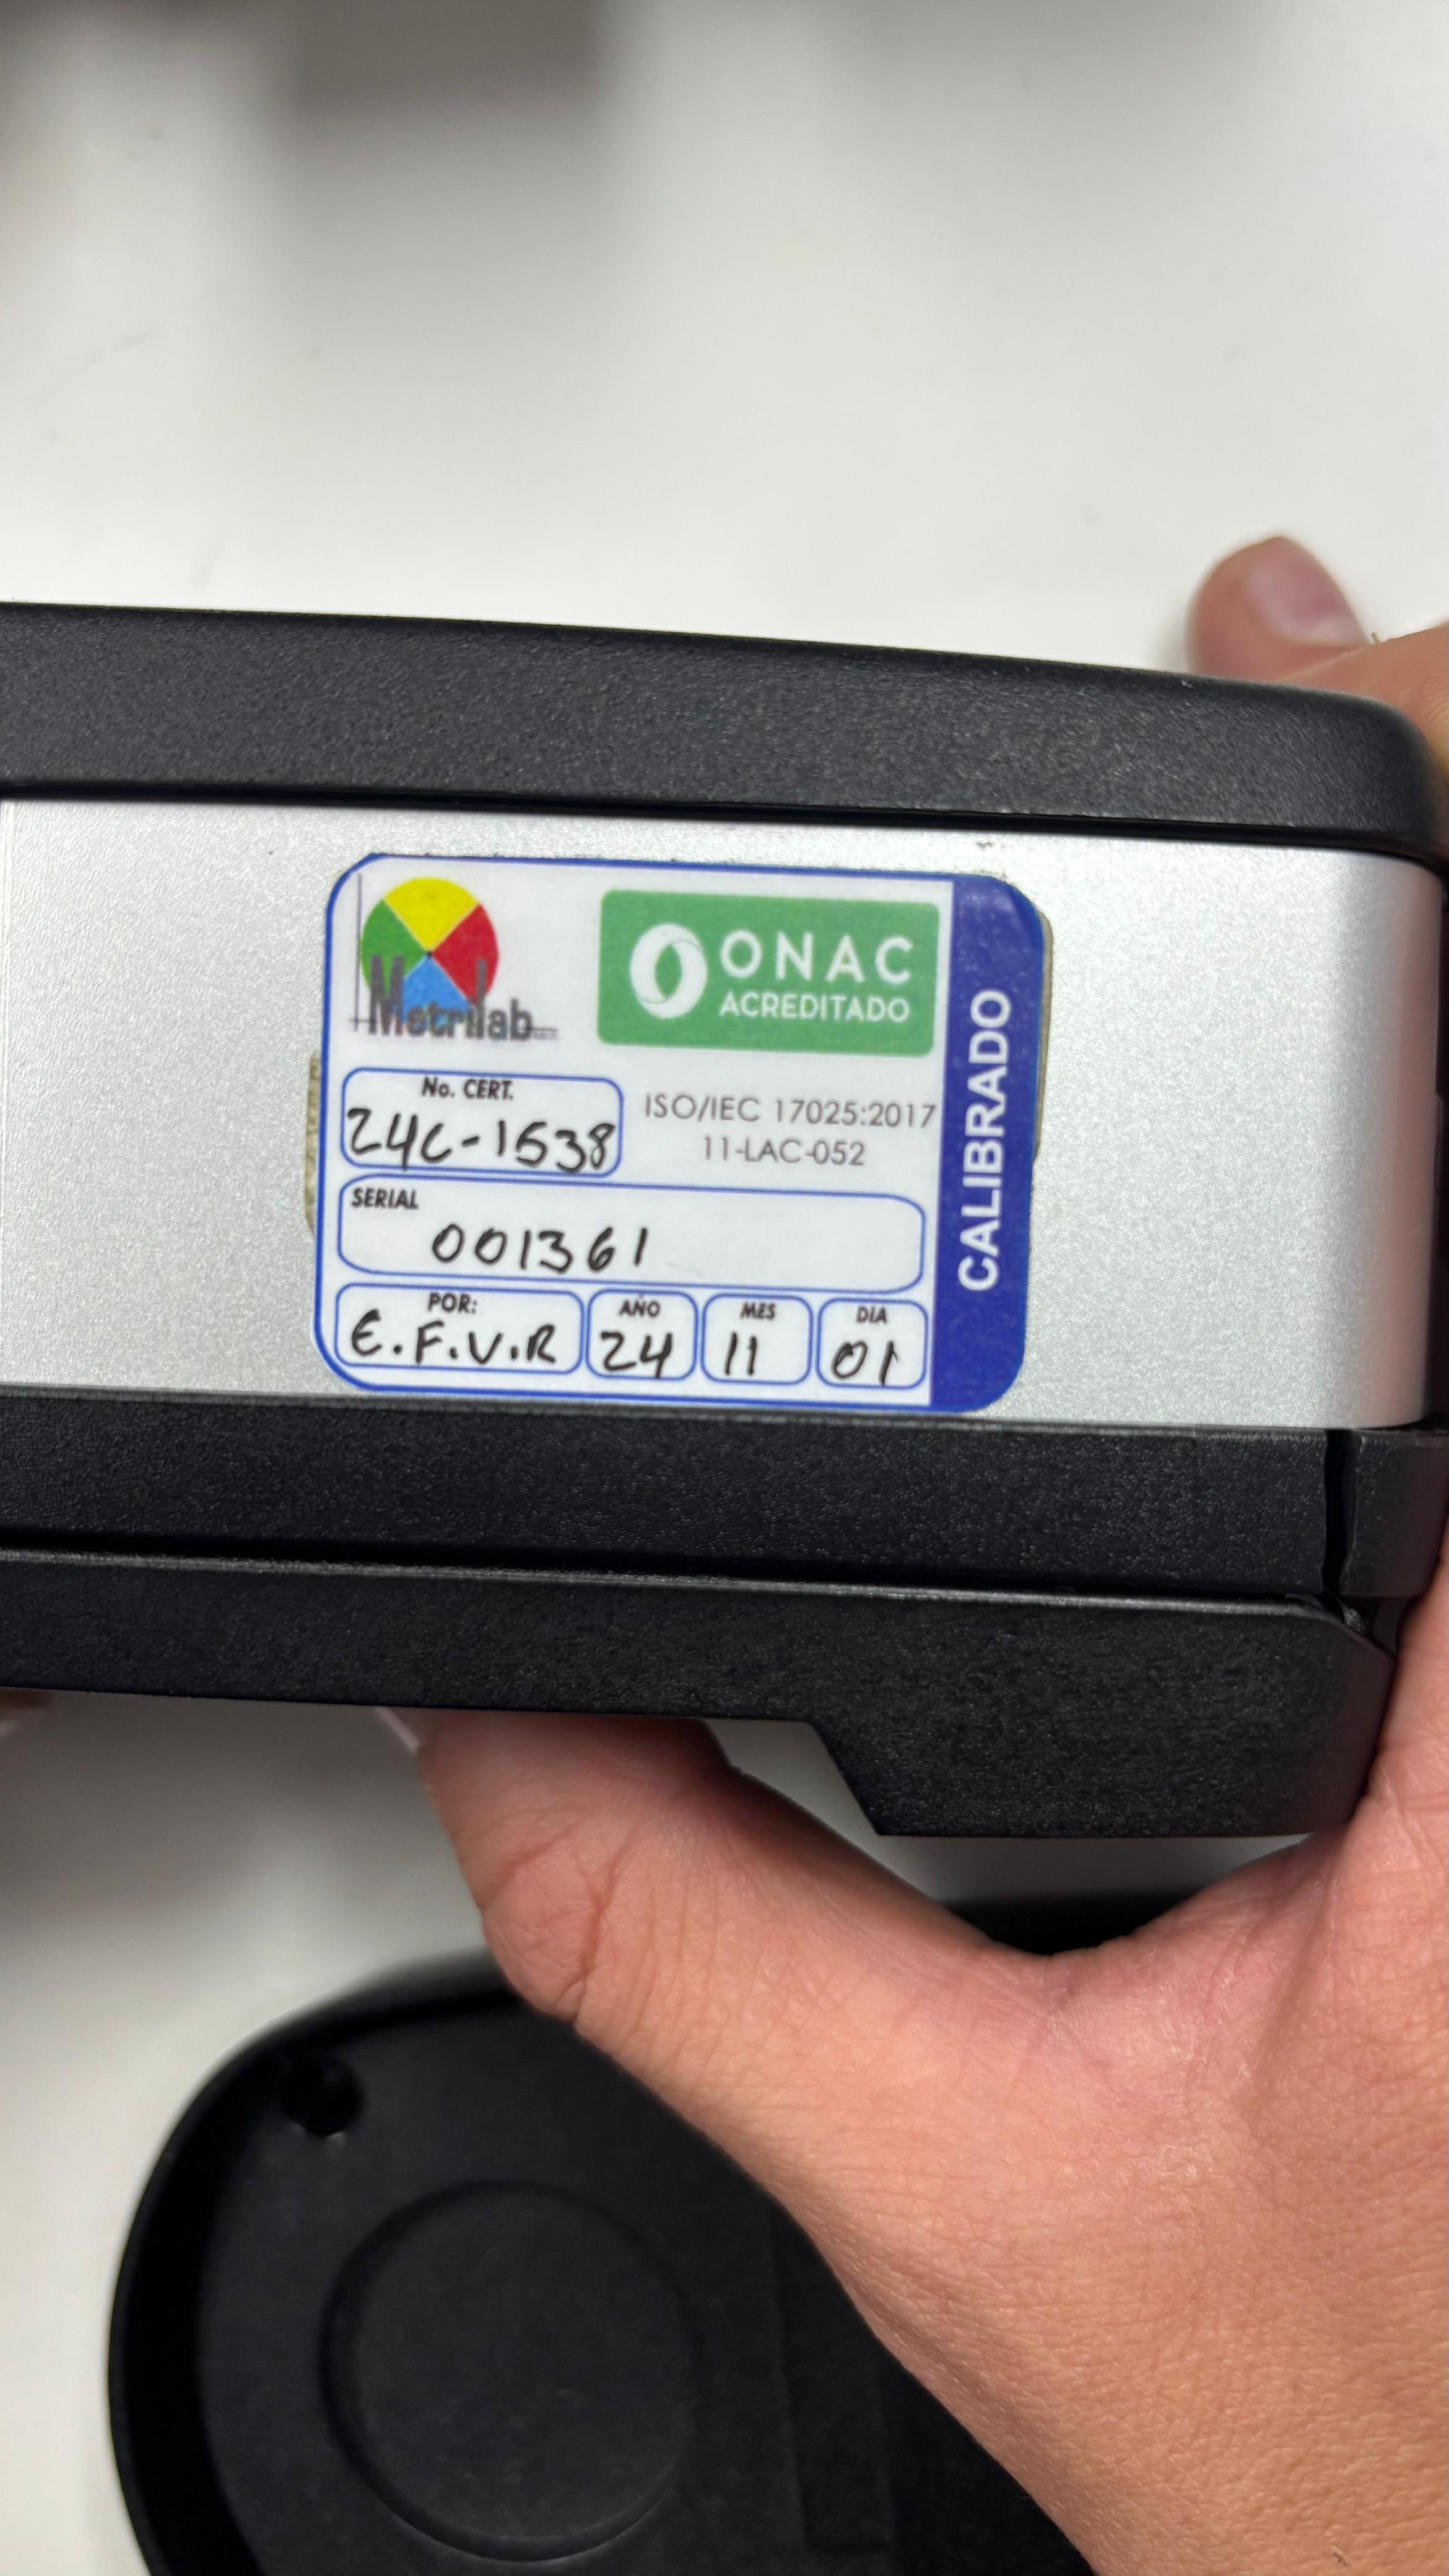 Metrilab
ONAC
ACREDITADO
No. CERT.
24C-1538
ISO/IEC 17025:2017
11-LAC-052
SERIAL
001361
POR:
E.F.V.R
AÑO
24
MES
11
DIA
01
CALIBRADO